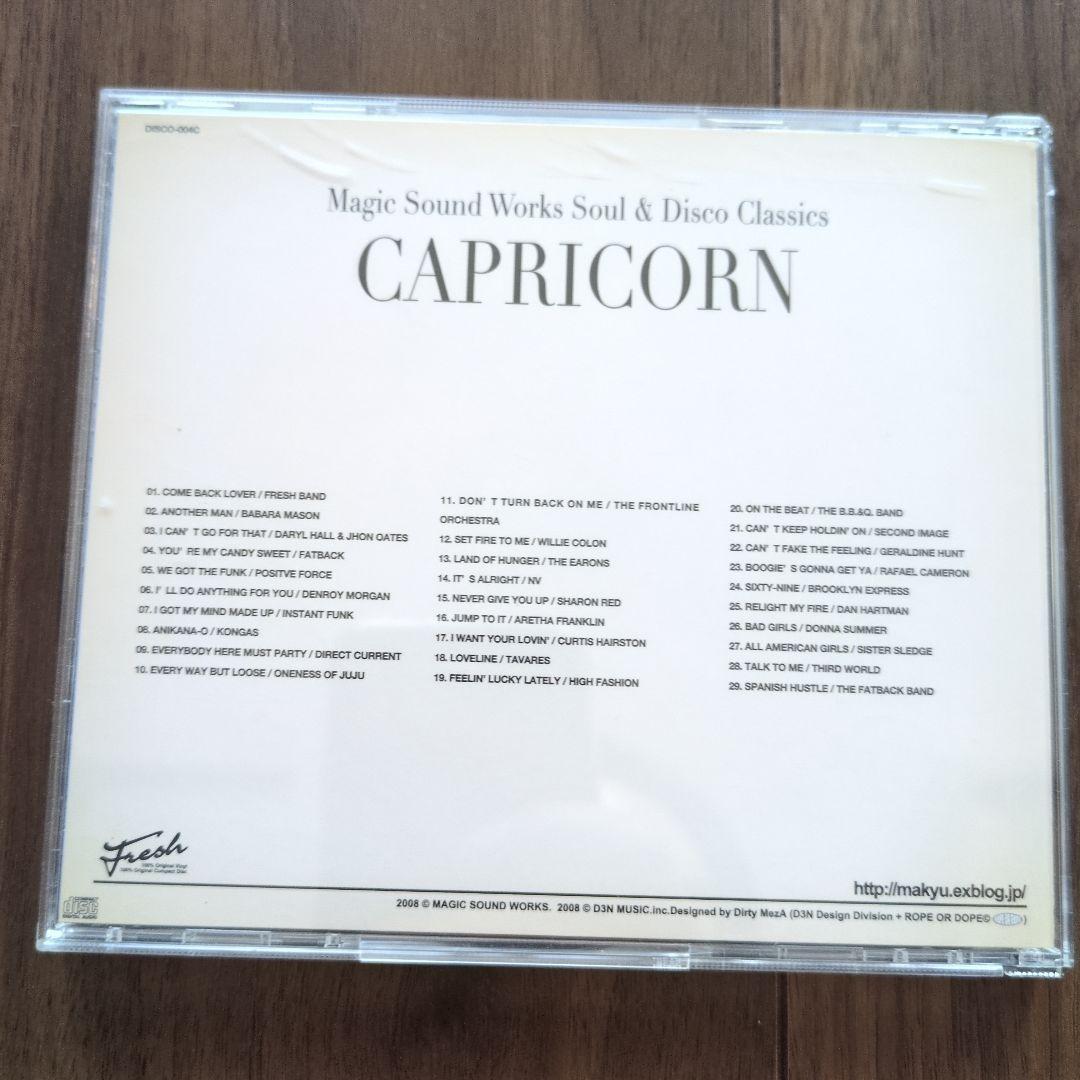 DISCO-004C
Magic Sound Works Soul & Disco Classics
CAPRICORN
01. COME BACK LOVER / FRESH BAND
02. ANOTHER MAN / BABARA MASON
03. I CAN'T GO FOR THAT / DARYL HALL & JHON OATES
04. YOU'RE MY CANDY SWEET / FATBACK
05. WE GOT THE FUNK / POSITVE FORCE
06. I'LL DO ANYTHING FOR YOU / DENROY MORGAN
07. I GOT MY MIND MADE UP / INSTANT FUNK
08. ANIKANA-O / KONGAS
09. EVERYBODY HERE MUST PARTY / DIRECT CURRENT
10. EVERY WAY BUT LOOSE / ONENESS OF JUJU
11. DON'T TURN BACK ON ME / THE FRONTLINE
ORCHESTRA
12. SET FIRE TO ME / WILLIE COLON
13. LAND OF HUNGER / THE EARONS
14. IT'S ALRIGHT / NV
15. NEVER GIVE YOU UP / SHARON RED
16. JUMP TO IT / ARETHA FRANKLIN
17. I WANT YOUR LOVIN' / CURTIS HAIRSTON
18. LOVELINE / TAVARES
19. FEELIN' LUCKY LATELY / HIGH FASHION
20. ON THE BEAT / THE B.B.&Q. BAND
21. CAN'T KEEP HOLDIN' ON / SECOND IMAGE
22. CAN'T FAKE THE FEELING / GERALDINE HUNT
23. BOOGIE'S GONNA GET YA / RAFAEL CAMERON
24. SIXTY-NINE / BROOKLYN EXPRESS
25. RELIGHT MY FIRE / DAN HARTMAN
26. BAD GIRLS / DONNA SUMMER
27. ALL AMERICAN GIRLS / SISTER SLEDGE
28. TALK TO ME / THIRD WORLD
29. SPANISH HUSTLE / THE FATBACK BAND
Fresh
100% Original Vinyl
100% Original Compact Disc
http://makyu.exblog.jp/
COMPACT
disc
DIGITAL AUDIO
2008 © MAGIC SOUND WORKS. 2008 © D3N MUSIC.inc.Designed by Dirty MezA (D3N Design Division + ROPE OR DOPE© )